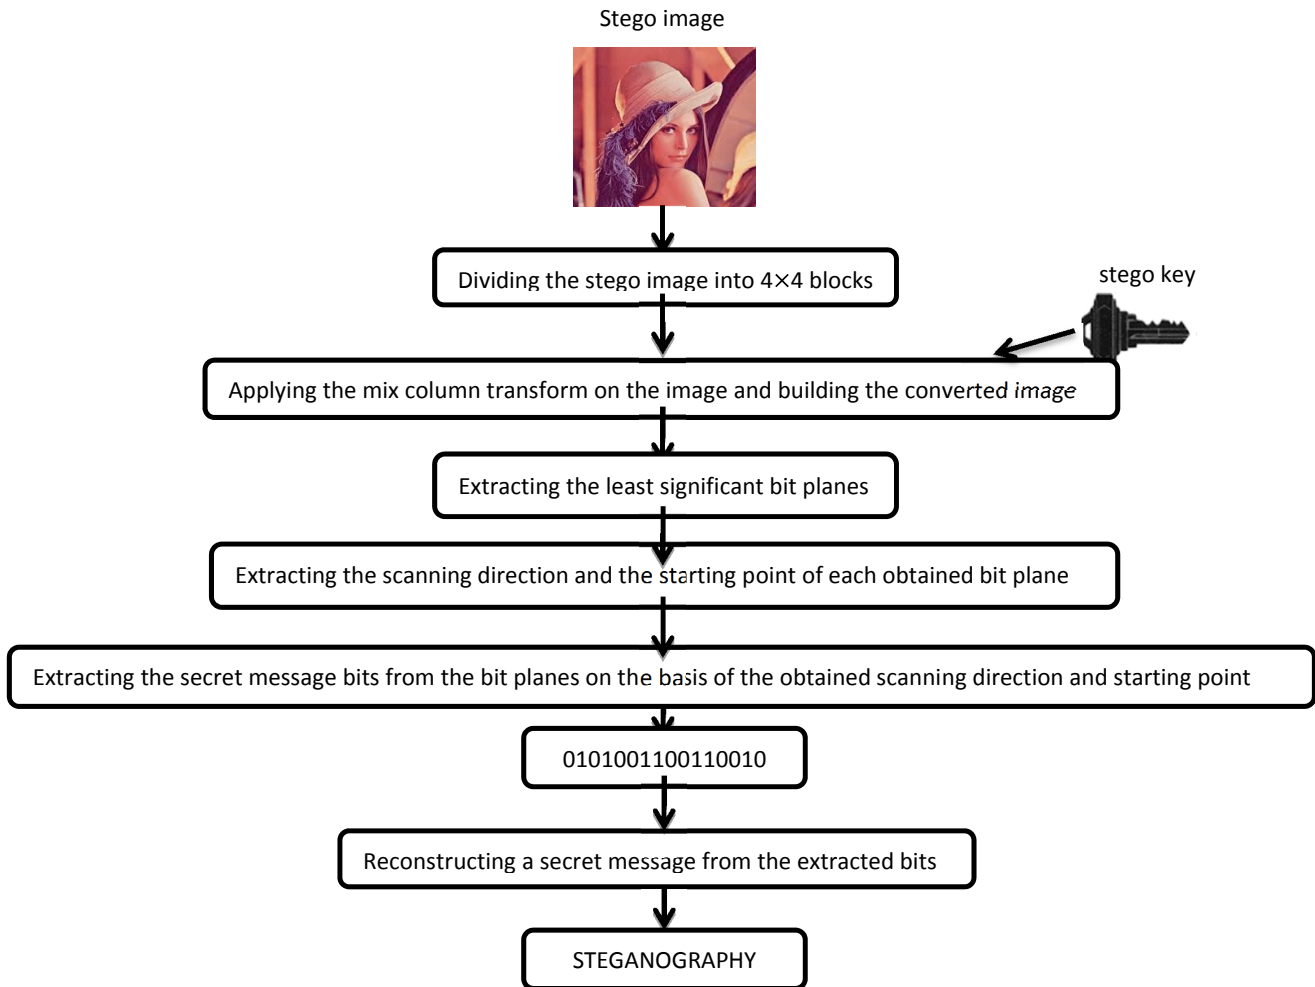 Stego image
Dividing the stego image into 4×4 blocks
stego key
Applying the mix column transform on the image and building the converted image
Extracting the least significant bit planes
Extracting the scanning direction and the starting point of each obtained bit plane
Extracting the secret message bits from the bit planes on the basis of the obtained scanning direction and starting point
0101001100110010
Reconstructing a secret message from the extracted bits
STEGANOGRAPHY